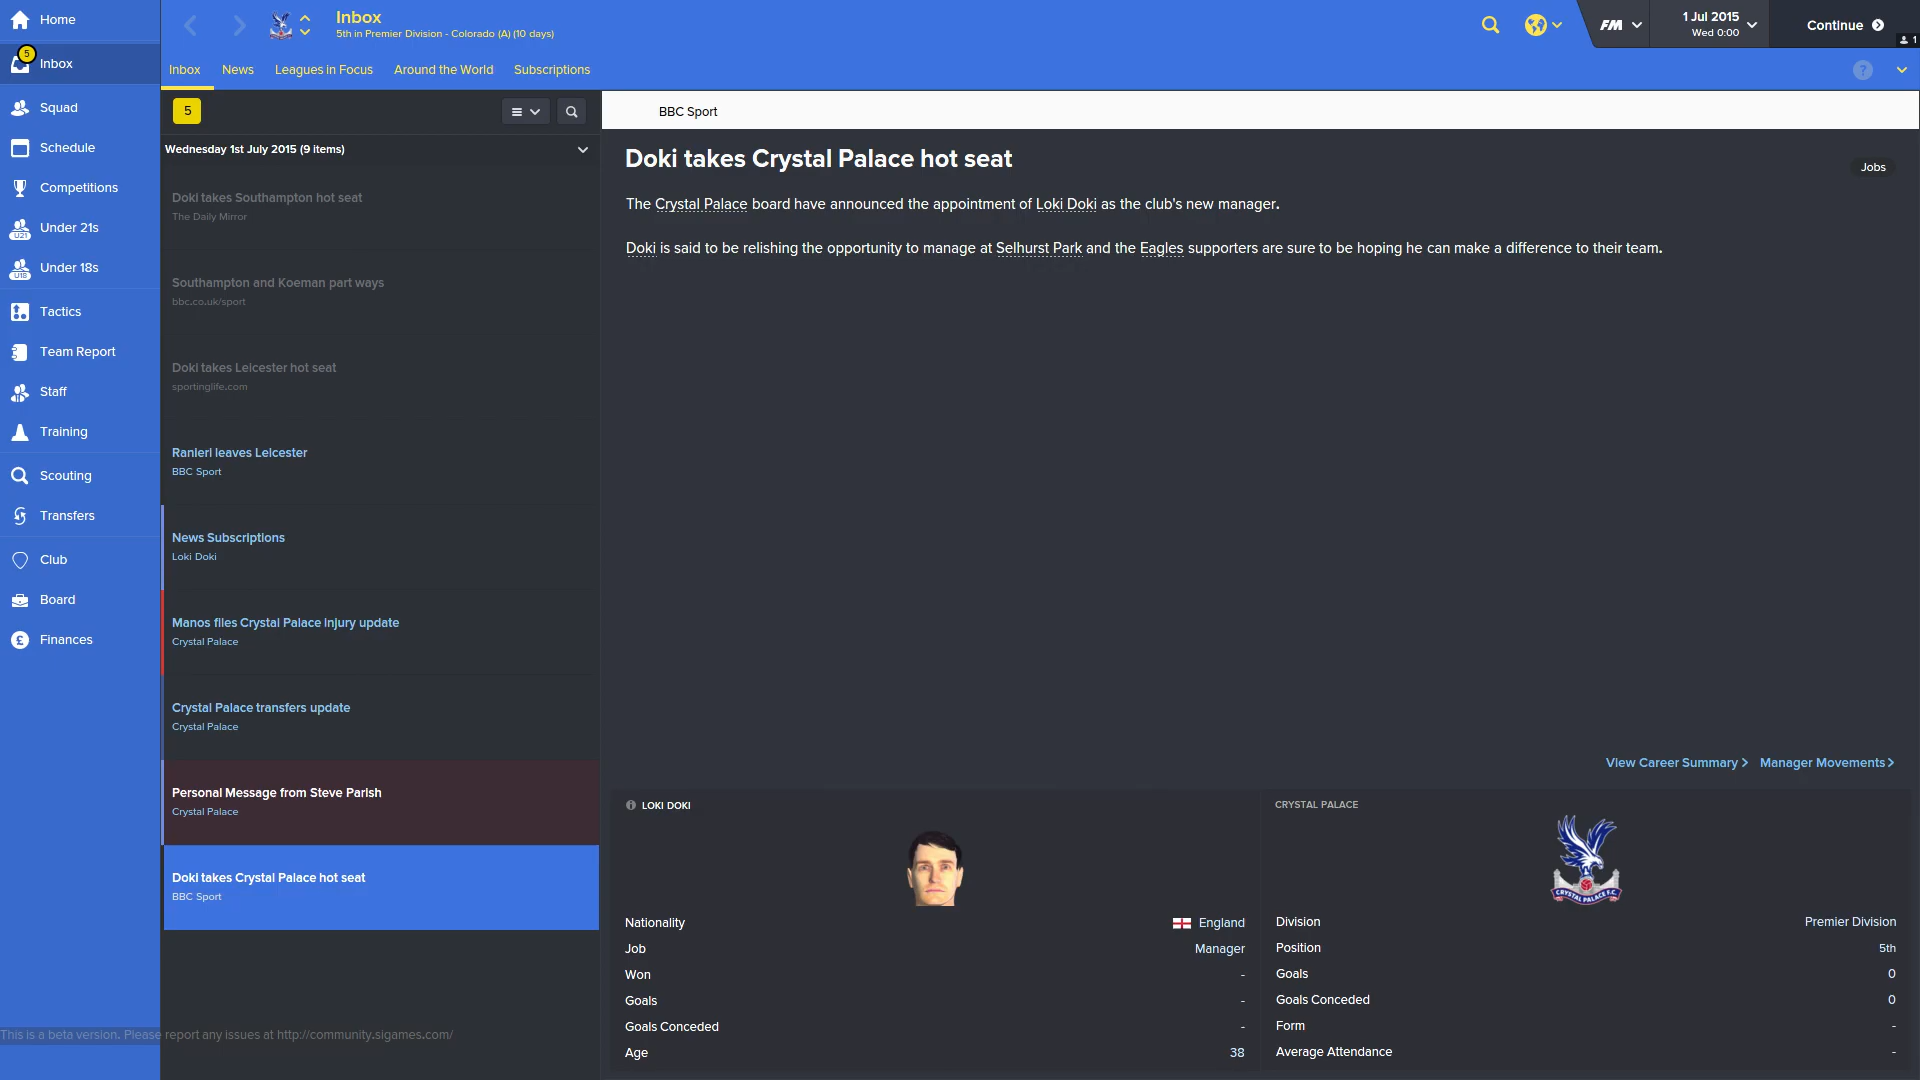 Home
5
Inbox
Squad
Schedule
Competitions
Under 21s
U21
Under 18s
U18
Tactics
Team Report
Staff
Training
Scouting
Transfers
Club
Board
£ Finances
Inbox
5th in Premier Division - Colorado (A) (10 days)
FM
1 Jul 2015
Wed 0:00
Continue
1
Inbox News Leagues in Focus Around the World Subscriptions
?
5
Wednesday 1st July 2015 (9 items)
Doki takes Southampton hot seat
The Daily Mirror
Southampton and Koeman part ways
bbc.co.uk/sport
Doki takes Leicester hot seat
sportinglife.com
Ranieri leaves Leicester
BBC Sport
News Subscriptions
Loki Doki
Manos files Crystal Palace injury update
Crystal Palace
Crystal Palace transfers update
Crystal Palace
Personal Message from Steve Parish
Crystal Palace
Doki takes Crystal Palace hot seat
BBC Sport
BBC Sport
Doki takes Crystal Palace hot seat
Jobs
The Crystal Palace board have announced the appointment of Loki Doki as the club's new manager.
Doki is said to be relishing the opportunity to manage at Selhurst Park and the Eagles supporters are sure to be hoping he can make a difference to their team.
View Career Summary > Manager Movements >
LOKI DOKI
Nationality England
Job Manager
Won -
Goals -
Goals Conceded -
Age 38
CRYSTAL PALACE
CRYSTAL PALACE F.C.
Division Premier Division
Position 5th
Goals 0
Goals Conceded 0
Form -
Average Attendance -
This is a beta version. Please report any issues at http://community.sigames.com/